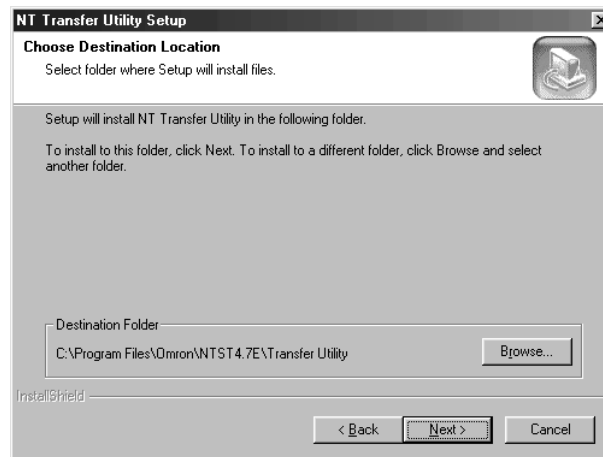 NT Transfer Utility Setup
Choose Destination Location
Select folder where Setup will install files.
Setup will install NT Transfer Utility in the following folder.
To install to this folder, click Next. To install to a different folder, click Browse and select
another folder.
Destination Folder
C:\Program Files\Omron\NTST4.7E\Transfer Utility
Browse...
InstallShield
< Back
Next >
Cancel